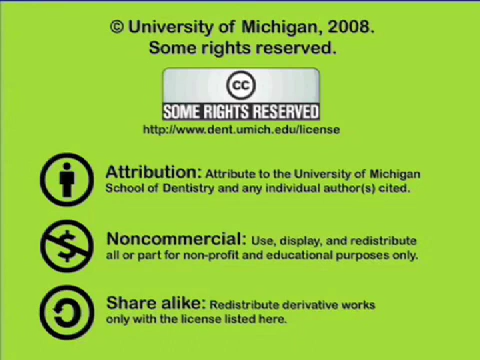 © University of Michigan, 2008.
Some rights reserved.
cc
SOME RIGHTS RESERVED
http://www.dent.umich.edu/license
Attribution: Attribute to the University of Michigan
School of Dentistry and any individual author(s) cited.
Noncommercial: Use, display, and redistribute
all or part for non-profit and educational purposes only.
Share alike: Redistribute derivative works
only with the license listed here.